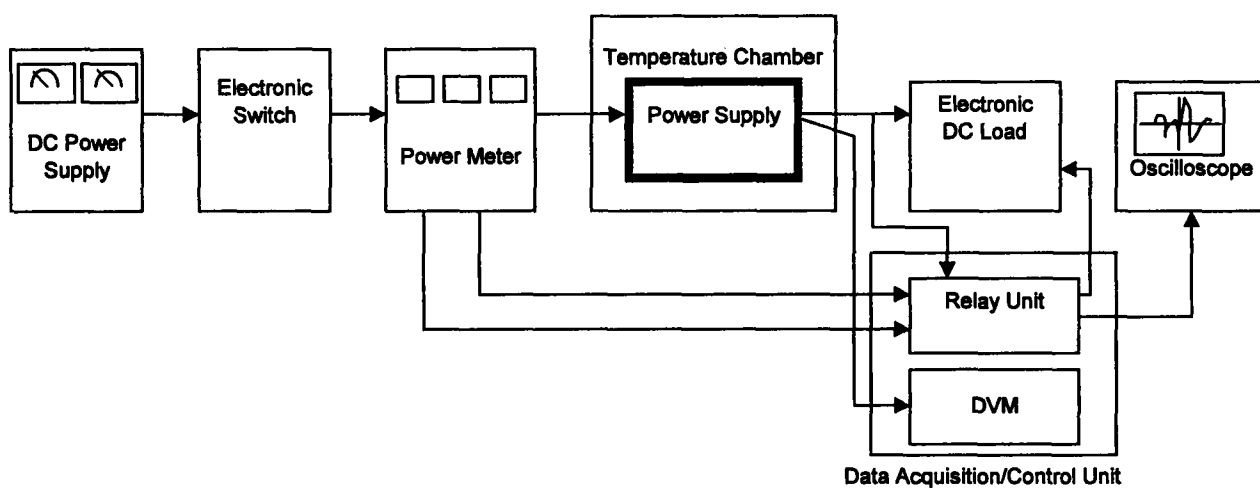 DC Power
Supply
Electronic
Switch
Power Meter
Temperature Chamber
Power Supply
Electronic
DC Load
Oscilloscope
Relay Unit
DVM
Data Acquisition/Control Unit